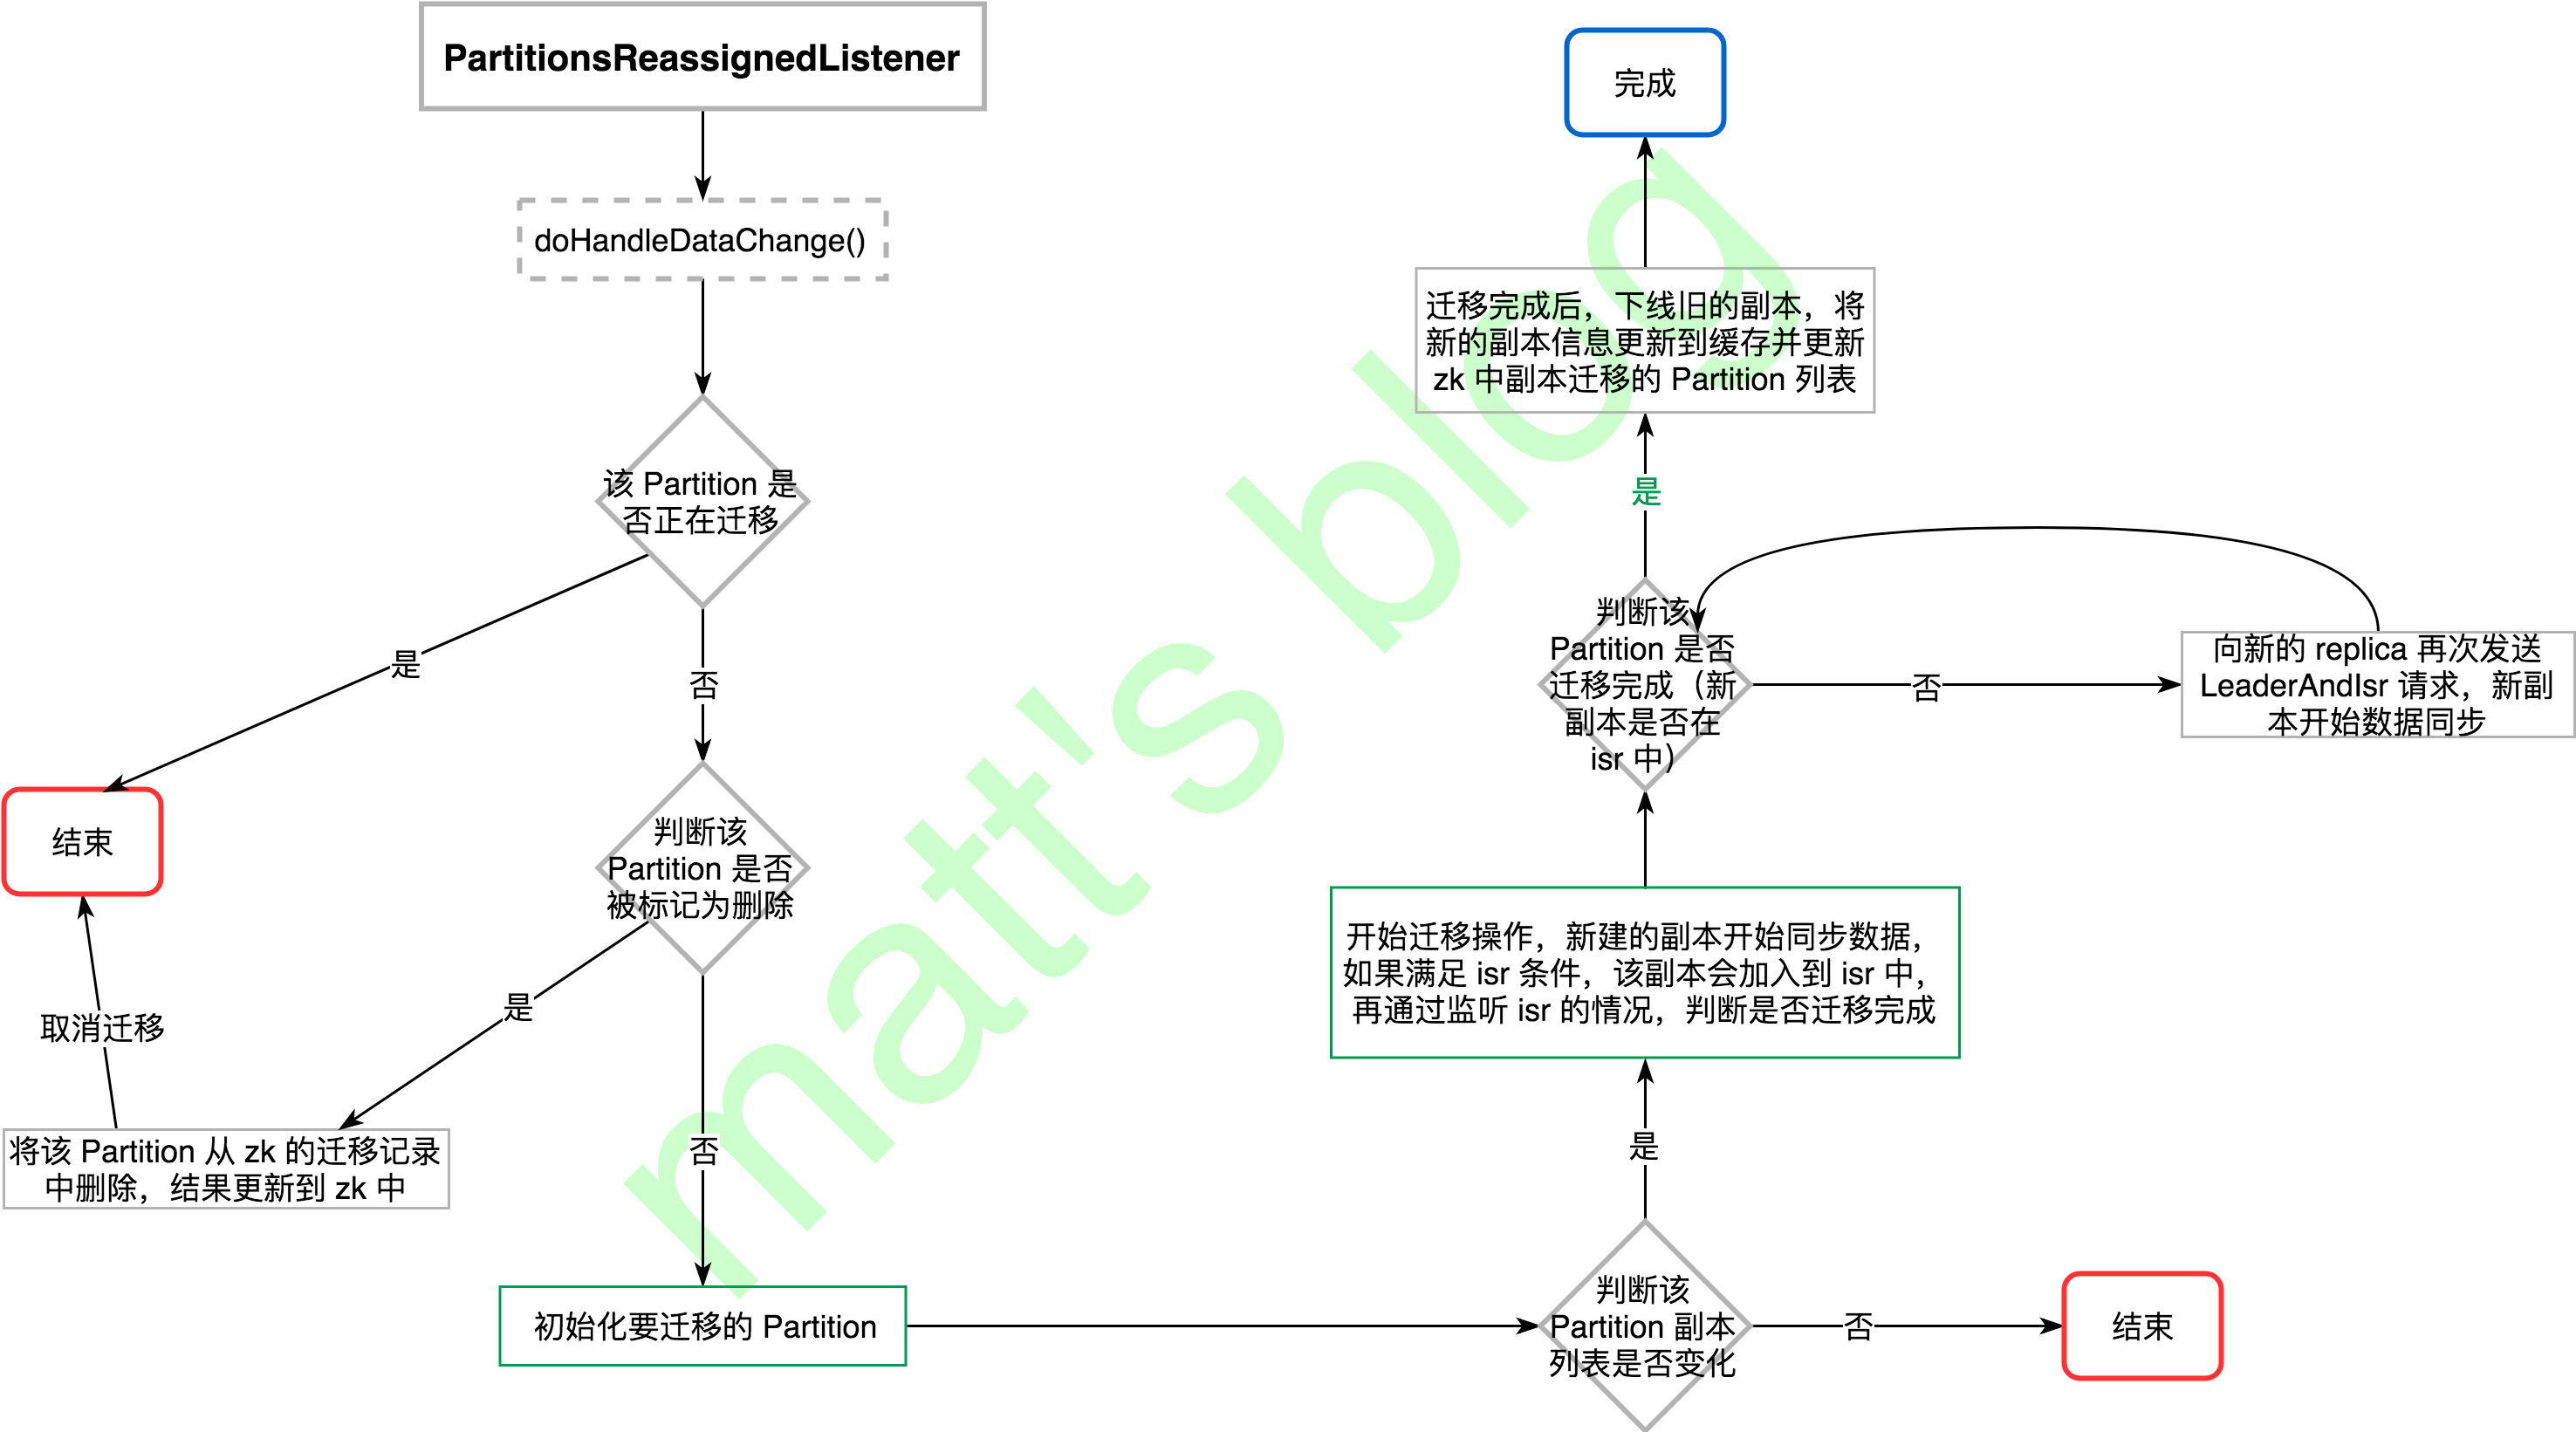 PartitionsReassignedListener
doHandleDataChange()
该 Partition 是
否正在迁移
是
否
结束
判断该
Partition 是否
被标记为删除
是
取消迁移
否
将该 Partition 从 zk 的迁移记录
中删除，结果更新到 zk 中
初始化要迁移的 Partition
判断该
Partition 副本
列表是否变化
否
结束
是
开始迁移操作，新建的副本开始同步数据，
如果满足 isr 条件，该副本会加入到 isr 中，
再通过监听 isr 的情况，判断是否迁移完成
判断该
Partition 是否
迁移完成（新
副本是否在
isr 中）
否
向新的 replica 再次发送
LeaderAndIsr 请求，新副
本开始数据同步
是
迁移完成后，下线旧的副本，将
新的副本信息更新到缓存并更新
zk 中副本迁移的 Partition 列表
完成
matt's blog